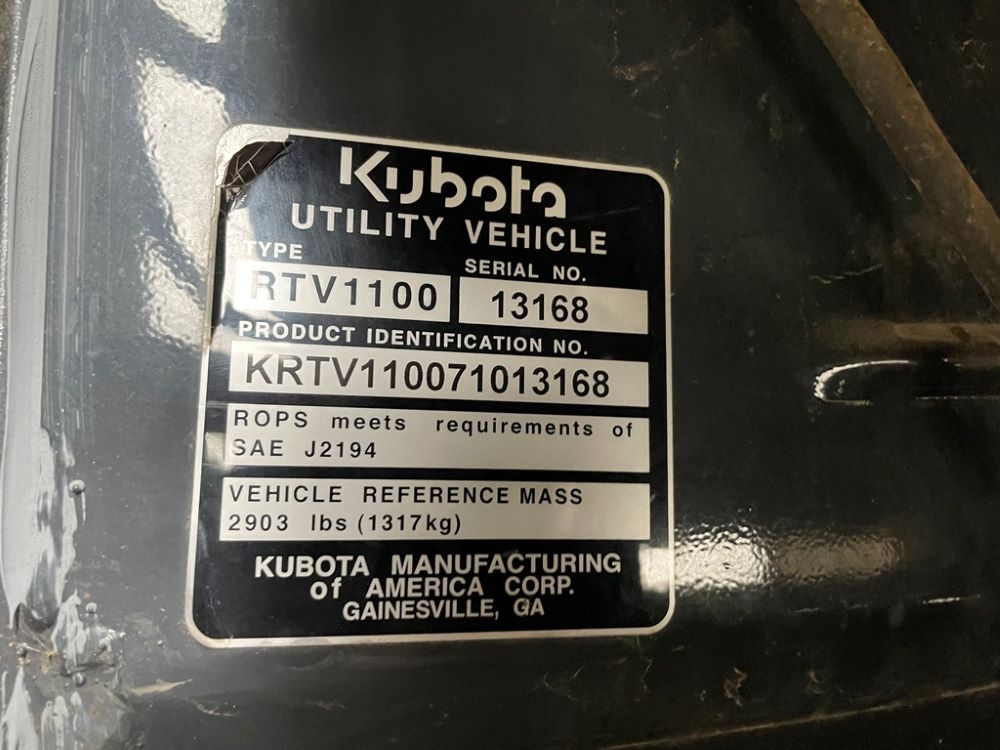 Kubota
UTILITY VEHICLE
TYPE
SERIAL NO.
RTV1100
13168
PRODUCT IDENTIFICATION NO.
KRTV110071013168
ROPS meets requirements of
SAE J2194
VEHICLE REFERENCE MASS
2903 lbs (1317kg)
KUBOTA MANUFACTURING
of AMERICA CORP.
GAINESVILLE, GA